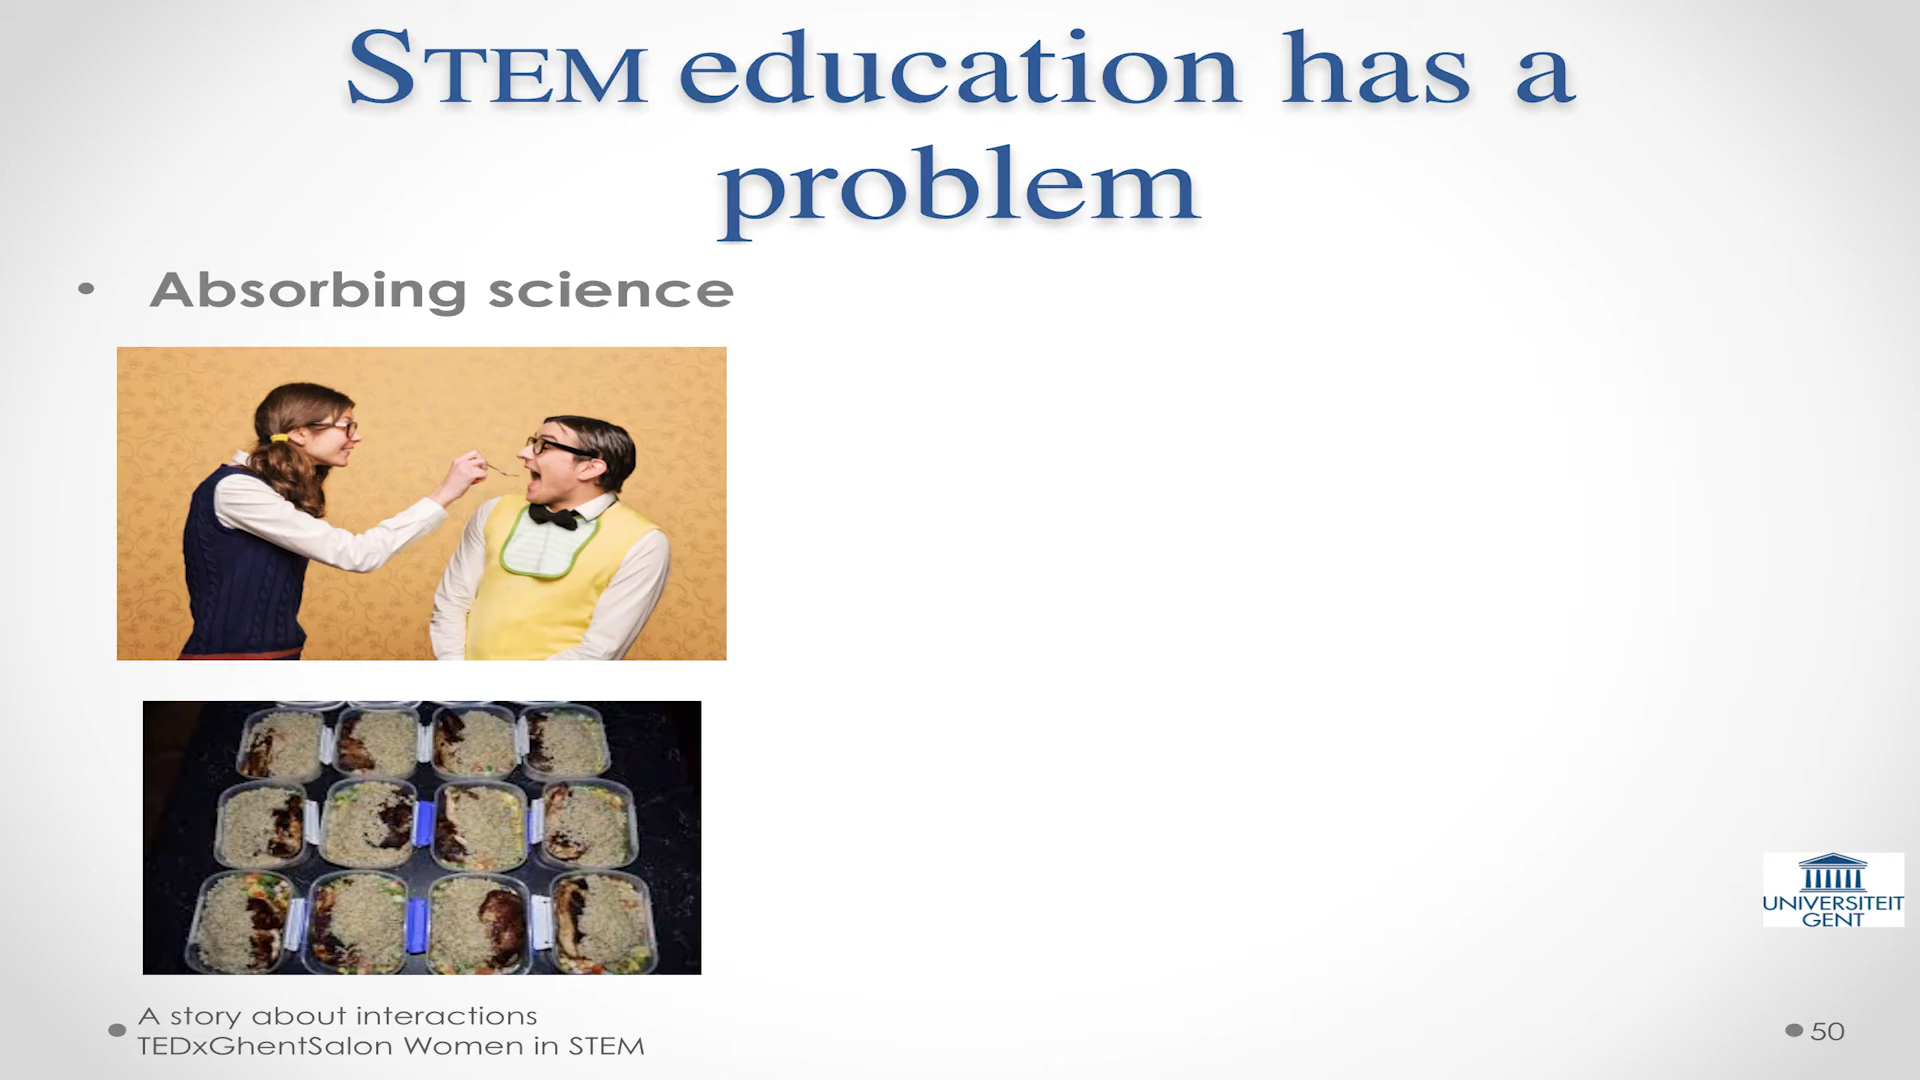 STEM education has a
problem
• Absorbing science
UNIVERSITEIT
GENT
A story about interactions
TEDxGhentSalon Women in STEM
50